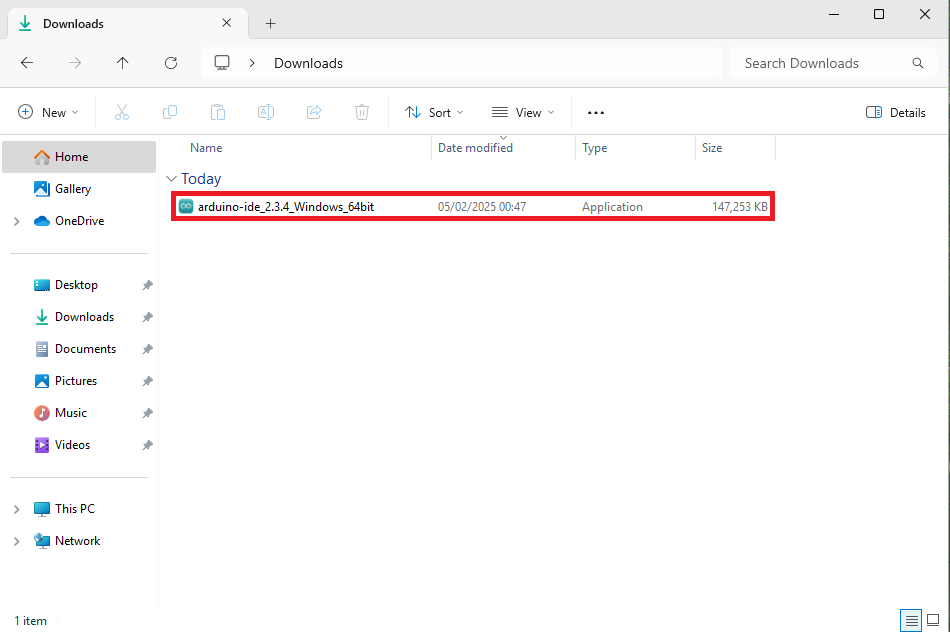 Downloads
Downloads
Search Downloads
New
Sort
View
Details
Name
Date modified
Type
Size
Home
Gallery
OneDrive
Desktop
Downloads
Documents
Pictures
Music
Videos
This PC
Network
Today
arduino-ide_2.3.4_Windows_64bit 05/02/2025 00:47 Application 147,253 KB
1 item